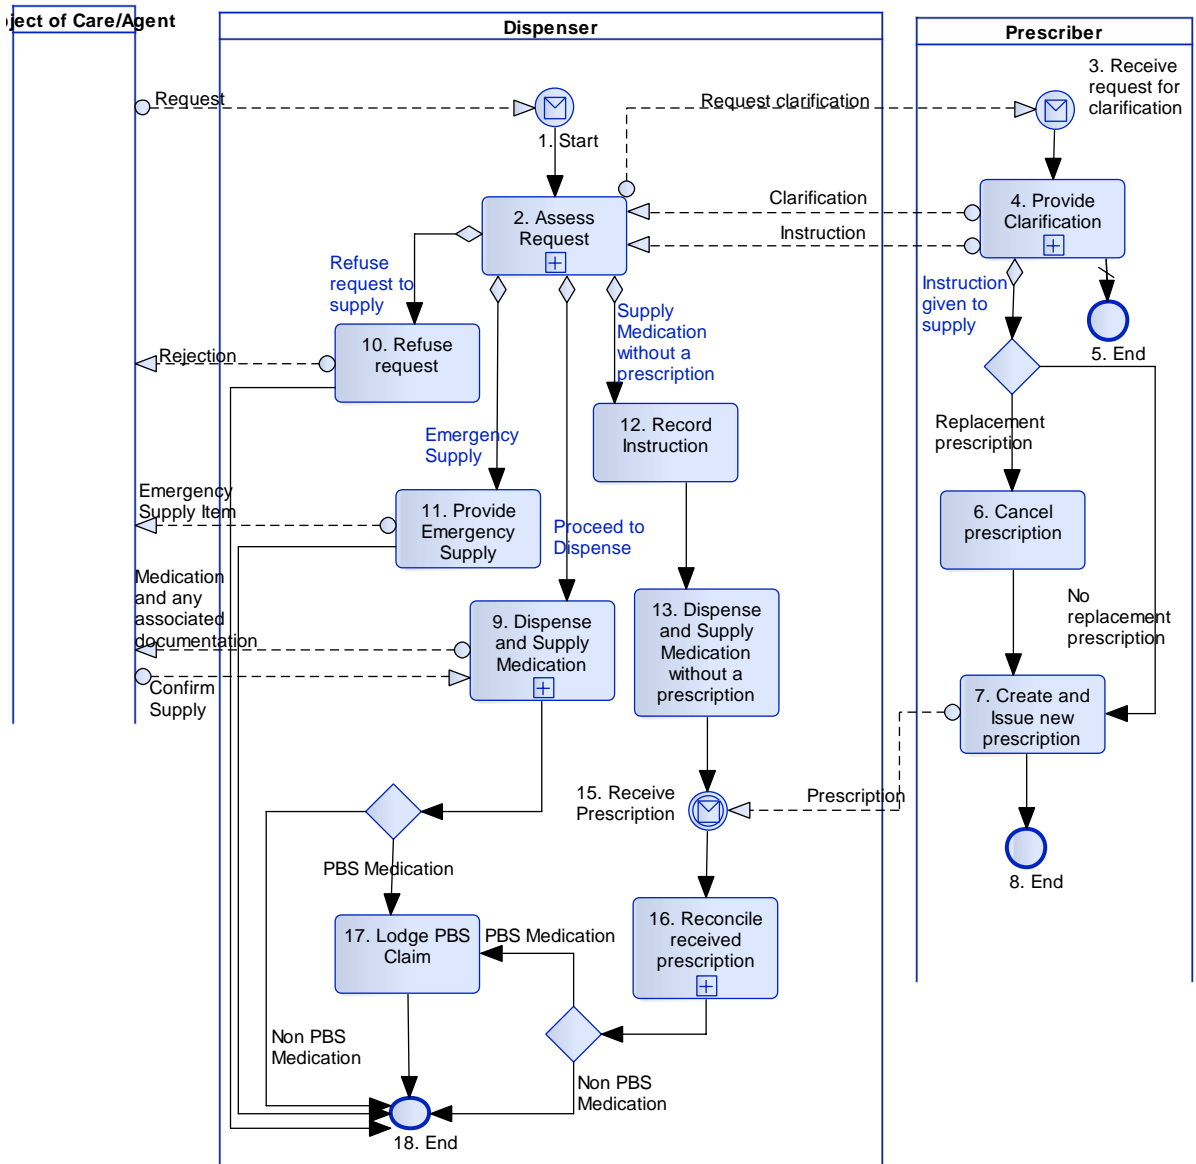 ject of Care/Agent
Dispenser
Prescriber
Request
1. Start
Request clarification
3. Receive
request for
clarification
2. Assess
Request
Clarification
Instruction
4. Provide
Clarification
Refuse
request to
supply
Supply
Medication
without a
prescription
Instruction
given to
supply
5. End
Rejection
10. Refuse
request
12. Record
Instruction
Replacement
prescription
Emergency
Supply
Emergency
Supply Item
11. Provide
Emergency
Supply
Proceed to
Dispense
6. Cancel
prescription
Medication
and any
associated
documentation
9. Dispense
and Supply
Medication
13. Dispense
and Supply
Medication
without a
prescription
No
replacement
prescription
Confirm
Supply
7. Create and
Issue new
prescription
15. Receive
Prescription
Prescription
PBS Medication
8. End
17. Lodge PBS
Claim
PBS Medication
16. Reconcile
received
prescription
Non PBS
Medication
Non PBS
Medication
18. End